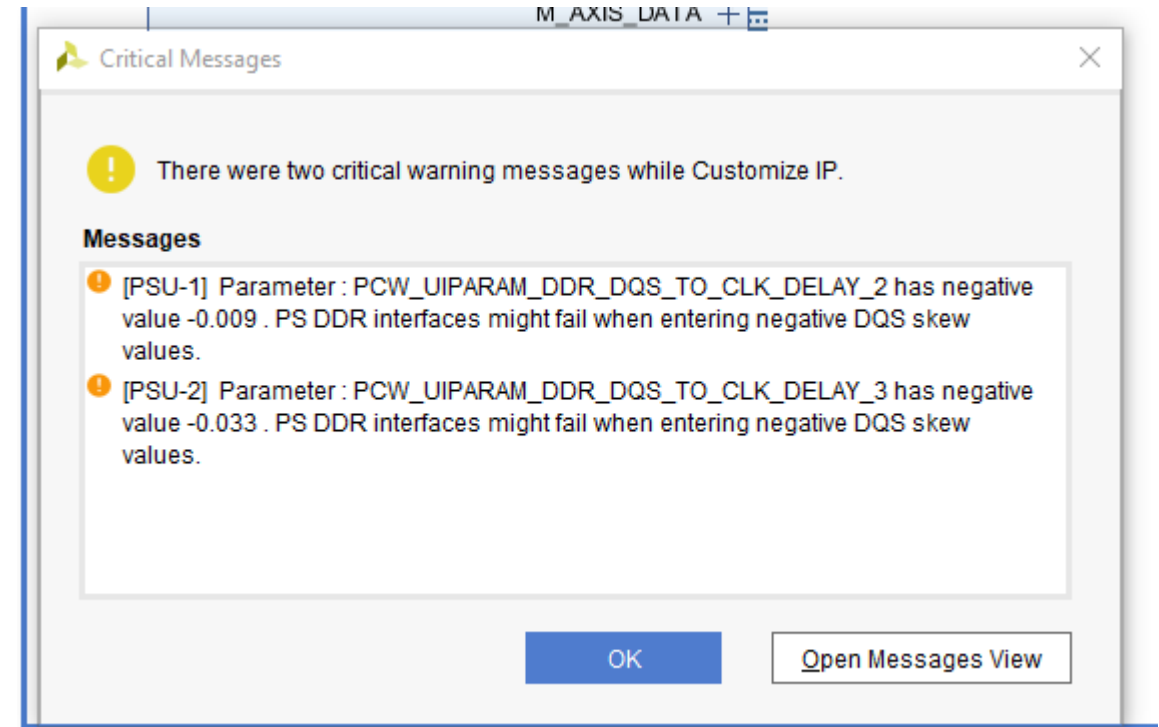 M_AXIS_DATA
Critical Messages
There were two critical warning messages while Customize IP.
Messages
[PSU-1] Parameter : PCW_UIPARAM_DDR_DQS_TO_CLK_DELAY_2 has negative
value -0.009 . PS DDR interfaces might fail when entering negative DQS skew
values.
[PSU-2] Parameter : PCW_UIPARAM_DDR_DQS_TO_CLK_DELAY_3 has negative
value -0.033 . PS DDR interfaces might fail when entering negative DQS skew
values.
OK
Open Messages View